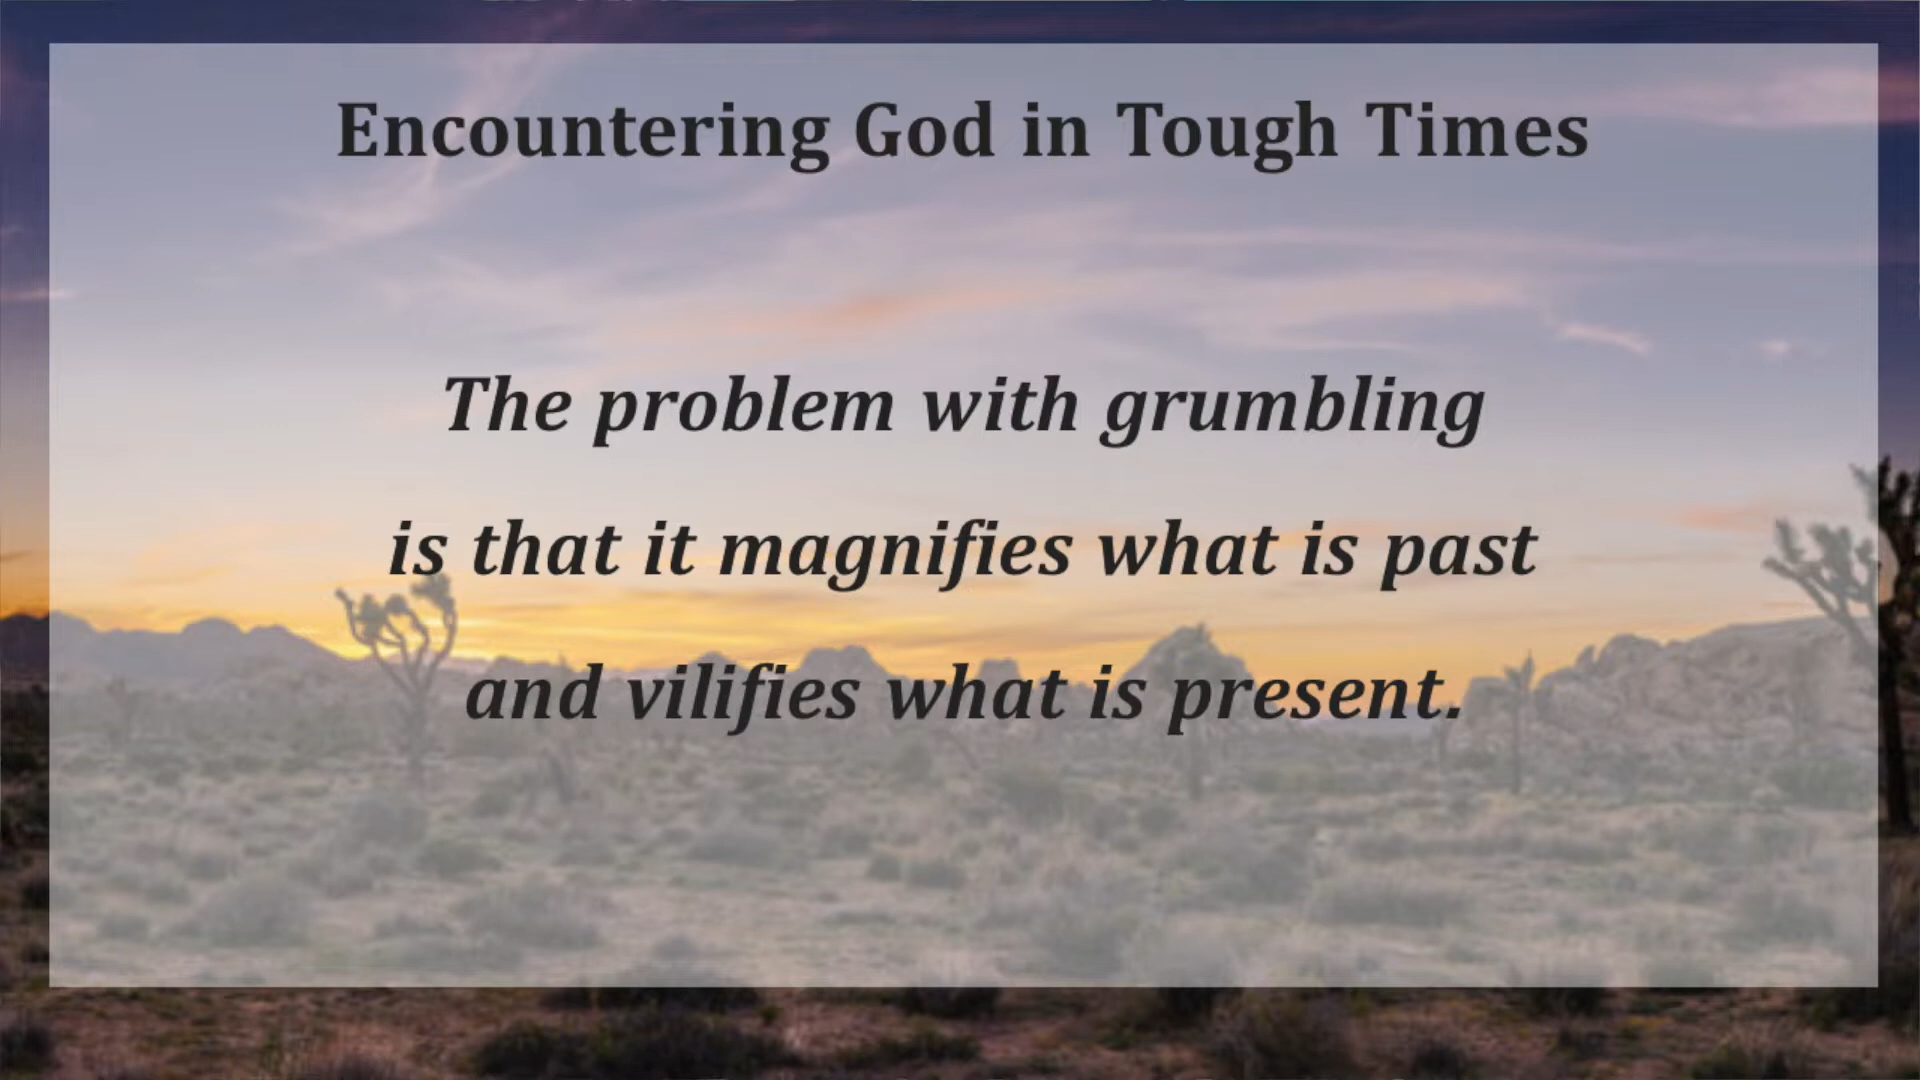 Encountering God in Tough Times
The problem with grumbling
is that it magnifies what is past
and vilifies what is present.